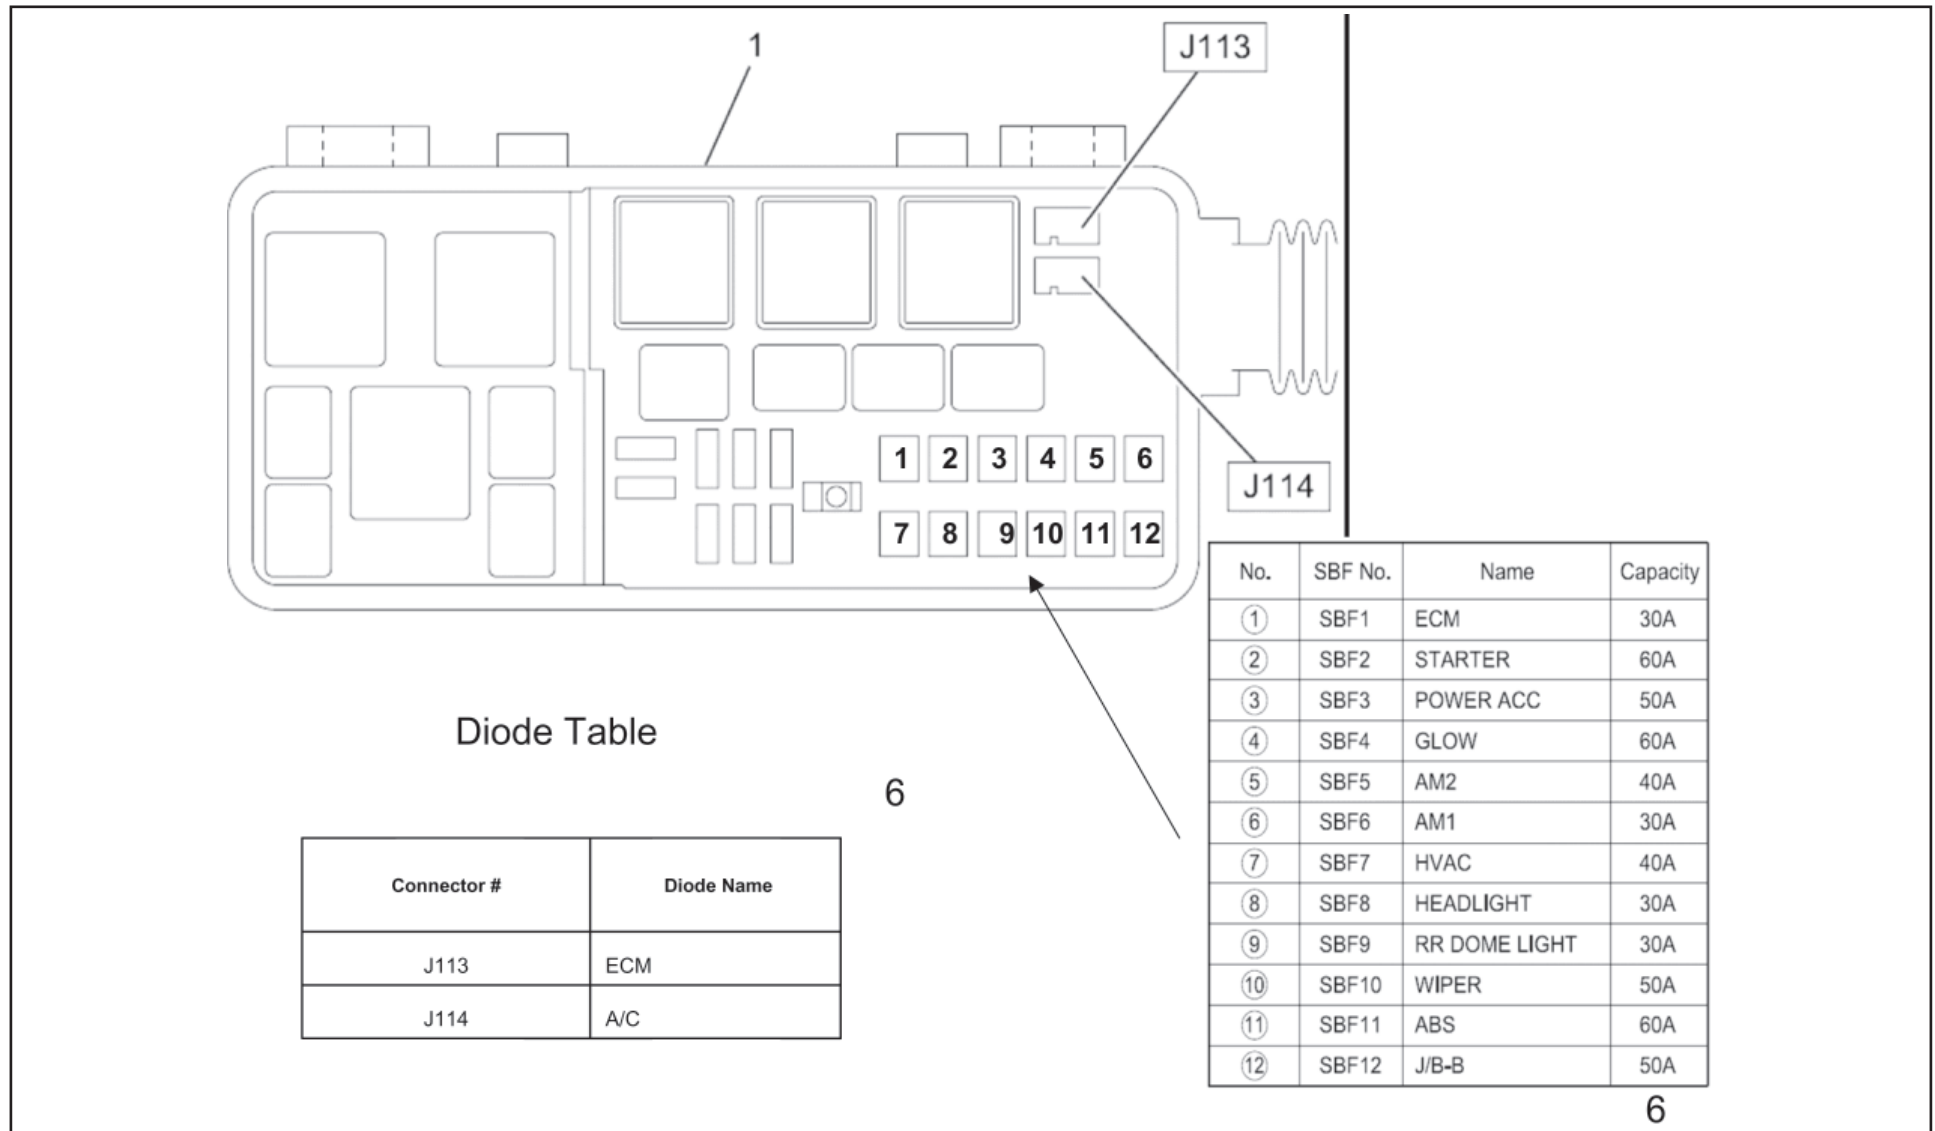 1
J113
1 2 3 4 5 6
J114
7 8 9 10 11 12
Diode Table
6
Connector # Diode Name
J113 ECM
J114 A/C
No. SBF No. Name Capacity
① SBF1 ECM 30A
② SBF2 STARTER 60A
③ SBF3 POWER ACC 50A
④ SBF4 GLOW 60A
⑤ SBF5 AM2 40A
⑥ SBF6 AM1 30A
⑦ SBF7 HVAC 40A
⑧ SBF8 HEADLIGHT 30A
⑨ SBF9 RR DOME LIGHT 30A
⑩ SBF10 WIPER 50A
⑪ SBF11 ABS 60A
⑫ SBF12 J/B-B 50A
6